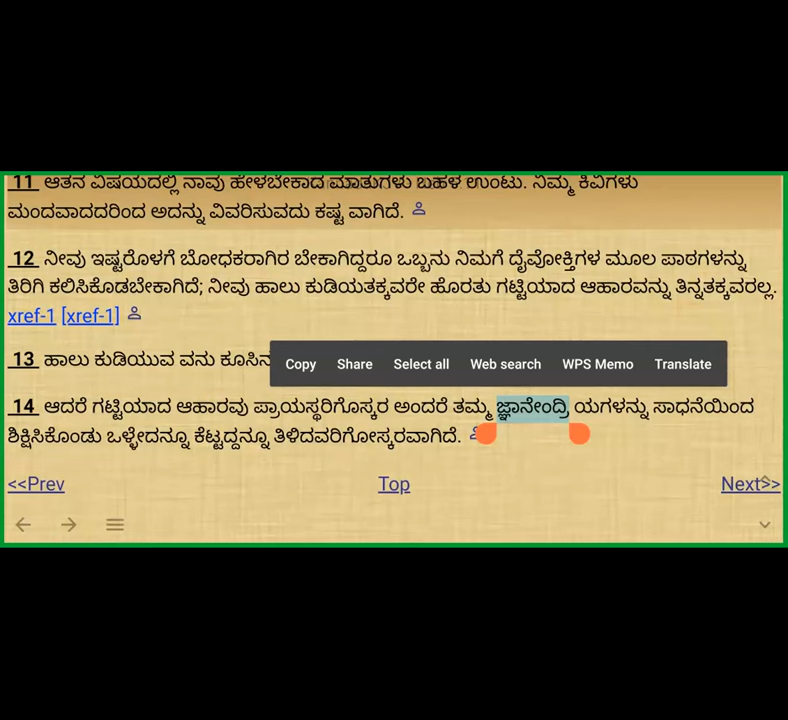 11 ಆತನ ವಿಷಯದಲ್ಲಿ ನಾವು ಹೇಳಬೇಕಾದ ಮಾತುಗಳು ಬಹಳ ಉಂಟು. ನಿಮ್ಮ ಕಿವಿಗಳು
ಮಂದವಾದದರಿಂದ ಅದನ್ನು ವಿವರಿಸುವದು ಕಷ್ಟ ವಾಗಿದೆ.
12 ನೀವು ಇಷ್ಟರೊಳಗೆ ಬೋಧಕರಾಗಿರ ಬೇಕಾಗಿದ್ದರೂ ಒಬ್ಬನು ನಿಮಗೆ ದೈವೋಕ್ತಿಗಳ ಮೂಲ ಪಾಠಗಳನ್ನು
ತಿರಿಗಿ ಕಲಿಸಿಕೊಡಬೇಕಾಗಿದೆ; ನೀವು ಹಾಲು ಕುಡಿಯತಕ್ಕವರೇ ಹೊರತು ಗಟ್ಟಿಯಾದ ಆಹಾರವನ್ನು ತಿನ್ನತಕ್ಕವರಲ್ಲ.
xref-1 [xref-1]
13 ಹಾಲು ಕುಡಿಯುವ ವನು ಕೂಸಿನ
Copy Share Select all Web search WPS Memo Translate
14 ಆದರೆ ಗಟ್ಟಿಯಾದ ಆಹಾರವು ಪ್ರಾಯಸ್ಥರಿಗೊಸ್ಕರ ಅಂದರೆ ತಮ್ಮ ಜ್ಞಾನೇಂದ್ರಿ ಯಗಳನ್ನು ಸಾಧನೆಯಿಂದ
ಶಿಕ್ಷಿಸಿಕೊಂಡು ಒಳ್ಳೇದನ್ನೂ ಕೆಟ್ಟದ್ದನ್ನೂ ತಿಳಿದವರಿಗೋಸ್ಕರವಾಗಿದೆ.
<<Prev Top Next>>